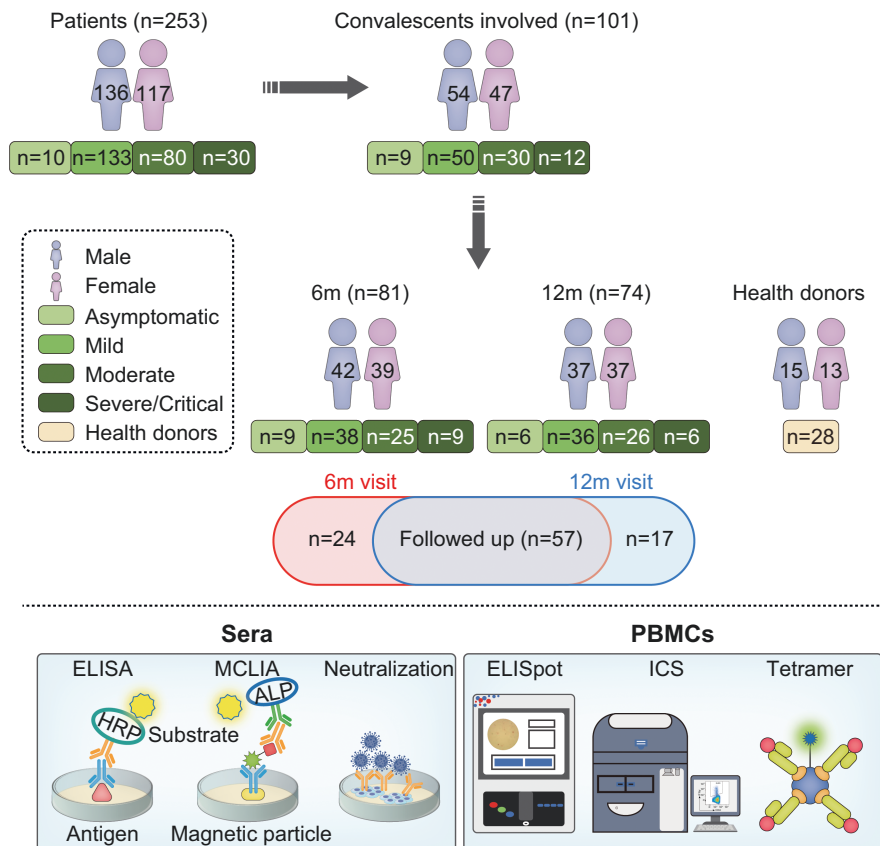 Patients (n=253)
Convalescents involved (n=101)
136 117
54 47
n=10 n=133 n=80 n=30
n=9 n=50 n=30 n=12
Male
Female
Asymptomatic
Mild
Moderate
Severe/Critical
Health donors
6m (n=81)
12m (n=74)
Health donors
42 39
37 37
15 13
n=9 n=38 n=25 n=9
n=6 n=36 n=26 n=6
n=28
6m visit
12m visit
n=24
Followed up (n=57)
n=17
Sera
PBMCs
ELISA
MCLIA
Neutralization
ELISpot
ICS
Tetramer
HRP
Substrate
ALP
Antigen
Magnetic particle